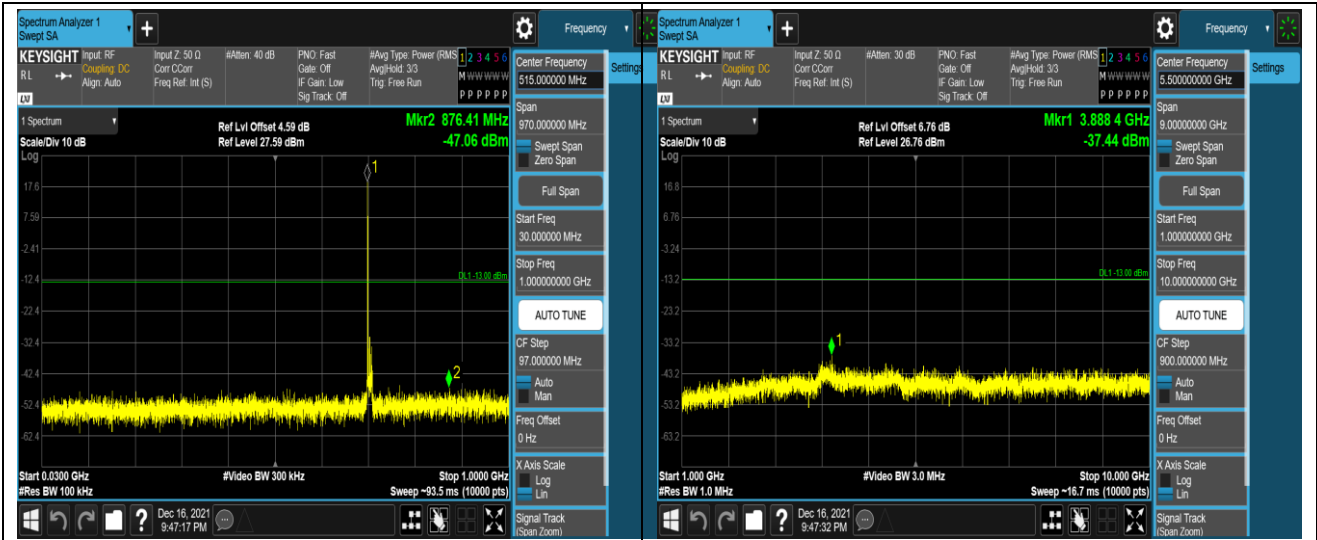 Spectrum Analyzer 1
Swept SA
+
Frequency
KEYSIGHT
Input: RF
Coupling: DC
Align: Auto
Input Z: 50 Ω
Corr CCorr
Freq Ref: Int (S)
#Atten: 40 dB
PNO: Fast
Gate: Off
IF Gain: Low
Sig Track: Off
#Avg Type: Power (RMS
Avg|Hold: 3/3
Trig: Free Run
1 2 3 4 5 6
M W W W W W
P P P P P P
RL
LXI
Center Frequency
515.000000 MHz
Settings
1 Spectrum
Scale/Div 10 dB
Log
Ref Lvl Offset 4.59 dB
Ref Level 27.59 dBm
Mkr2 876.41 MHz
-47.06 dBm
Span
970.000000 MHz
Swept Span
Zero Span
Full Span
Start Freq
30.000000 MHz
Stop Freq
1.000000000 GHz
AUTO TUNE
CF Step
97.000000 MHz
Auto
Man
Freq Offset
0 Hz
X Axis Scale
Log
Lin
Signal Track
(Span Zoom)
1
17.6
7.59
-2.41
-12.4
DL1 -13.00 dBm
-22.4
-32.4
-42.4
2
-52.4
-62.4
Start 0.0300 GHz
#Res BW 100 kHz
#Video BW 300 kHz
Stop 1.0000 GHz
Sweep ~93.5 ms (10000 pts)
?
Dec 16, 2021
9:47:17 PM
Spectrum Analyzer 1
Swept SA
+
Frequency
KEYSIGHT
Input: RF
Coupling: DC
Align: Auto
Input Z: 50 Ω
Corr CCorr
Freq Ref: Int (S)
#Atten: 30 dB
PNO: Fast
Gate: Off
IF Gain: Low
Sig Track: Off
#Avg Type: Power (RMS
Avg|Hold: 3/3
Trig: Free Run
1 2 3 4 5 6
M W W W W W
P P P P P P
RL
LXI
Center Frequency
5.500000000 GHz
Settings
1 Spectrum
Scale/Div 10 dB
Log
Ref Lvl Offset 6.76 dB
Ref Level 26.76 dBm
Mkr1 3.888 4 GHz
-37.44 dBm
Span
9.00000000 GHz
Swept Span
Zero Span
Full Span
Start Freq
1.000000000 GHz
Stop Freq
10.000000000 GHz
AUTO TUNE
CF Step
900.000000 MHz
Auto
Man
Freq Offset
0 Hz
X Axis Scale
Log
Lin
Signal Track
(Span Zoom)
16.8
6.76
-3.24
-13.2
DL1 -13.00 dBm
-23.2
-33.2
1
-43.2
-53.2
-63.2
Start 1.000 GHz
#Res BW 1.0 MHz
#Video BW 3.0 MHz
Stop 10.000 GHz
Sweep ~16.7 ms (10000 pts)
?
Dec 16, 2021
9:47:32 PM